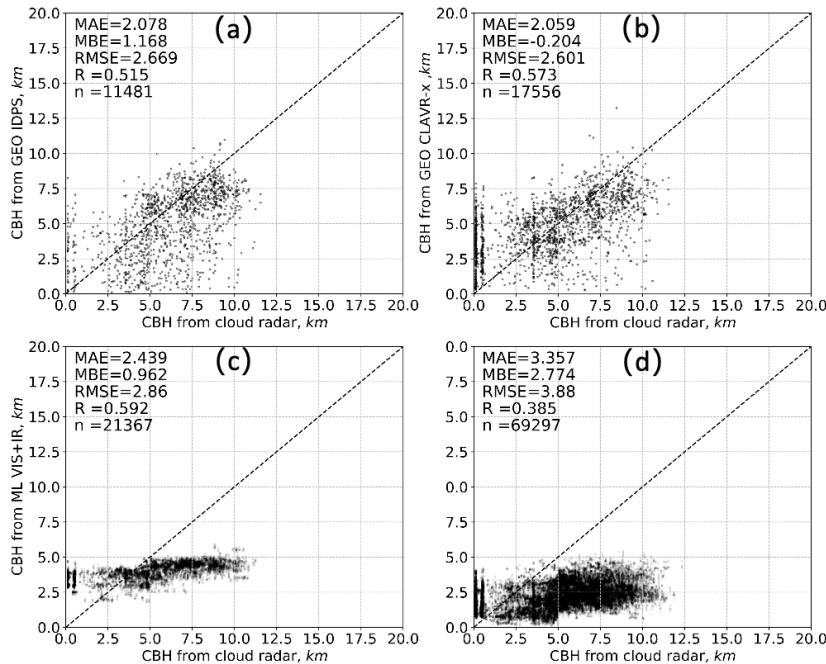 20.0
MAE=2.078
MBE=1.168
RMSE=2.669
R =0.515
n =11481
(a)
17.5
15.0
12.5
10.0
7.5
5.0
2.5
0.0
CBH from GEO IDPS, km
0.0 2.5 5.0 7.5 10.0 12.5 15.0 17.5 20.0
CBH from cloud radar, km
20.0
MAE=2.059
MBE=-0.204
RMSE=2.601
R =0.573
n =17556
(b)
17.5
15.0
12.5
10.0
7.5
5.0
2.5
0.0
CBH from GEO CLAVR-x ,km
0.0 2.5 5.0 7.5 10.0 12.5 15.0 17.5 20.0
CBH from cloud radar, km
20.0
MAE=2.439
MBE=0.962
RMSE=2.86
R =0.592
n =21367
(c)
17.5
15.0
12.5
10.0
7.5
5.0
2.5
0.0
CBH from ML VIS+IR, km
0.0 2.5 5.0 7.5 10.0 12.5 15.0 17.5 20.0
CBH from cloud radar, km
0.0
MAE=3.357
MBE=2.774
RMSE=3.88
R =0.385
n =69297
(d)
7.5
5.0
2.5
0.0
7.5
5.0
2.5
0.0
0.0 2.5 5.0 7.5 10.0 12.5 15.0 17.5 20.0
CBH from cloud radar, km